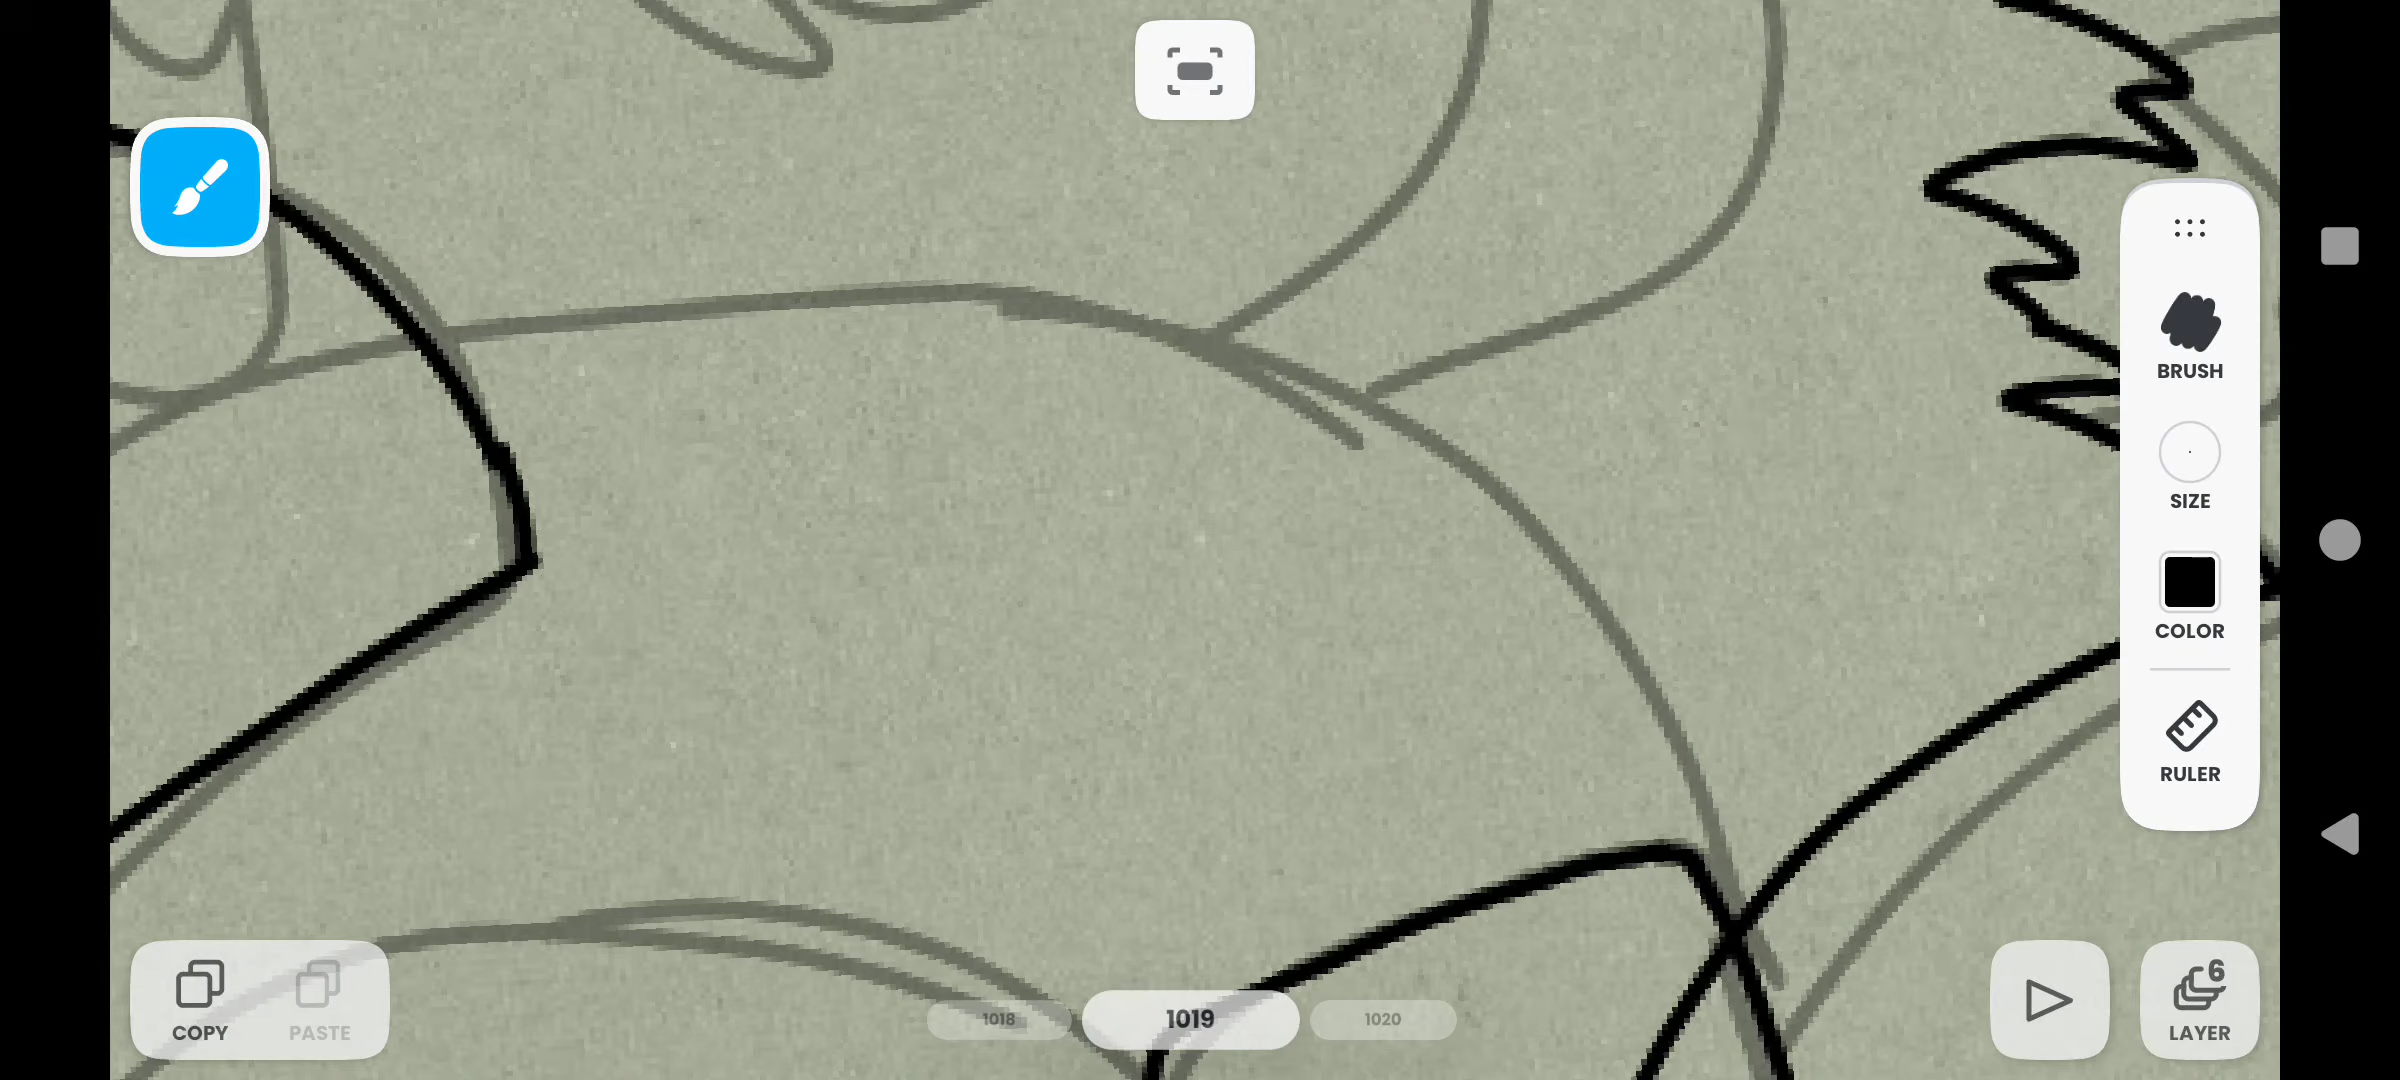 BRUSH
SIZE
COLOR
RULER
COPY PASTE
1018 1019 1020
6
LAYER